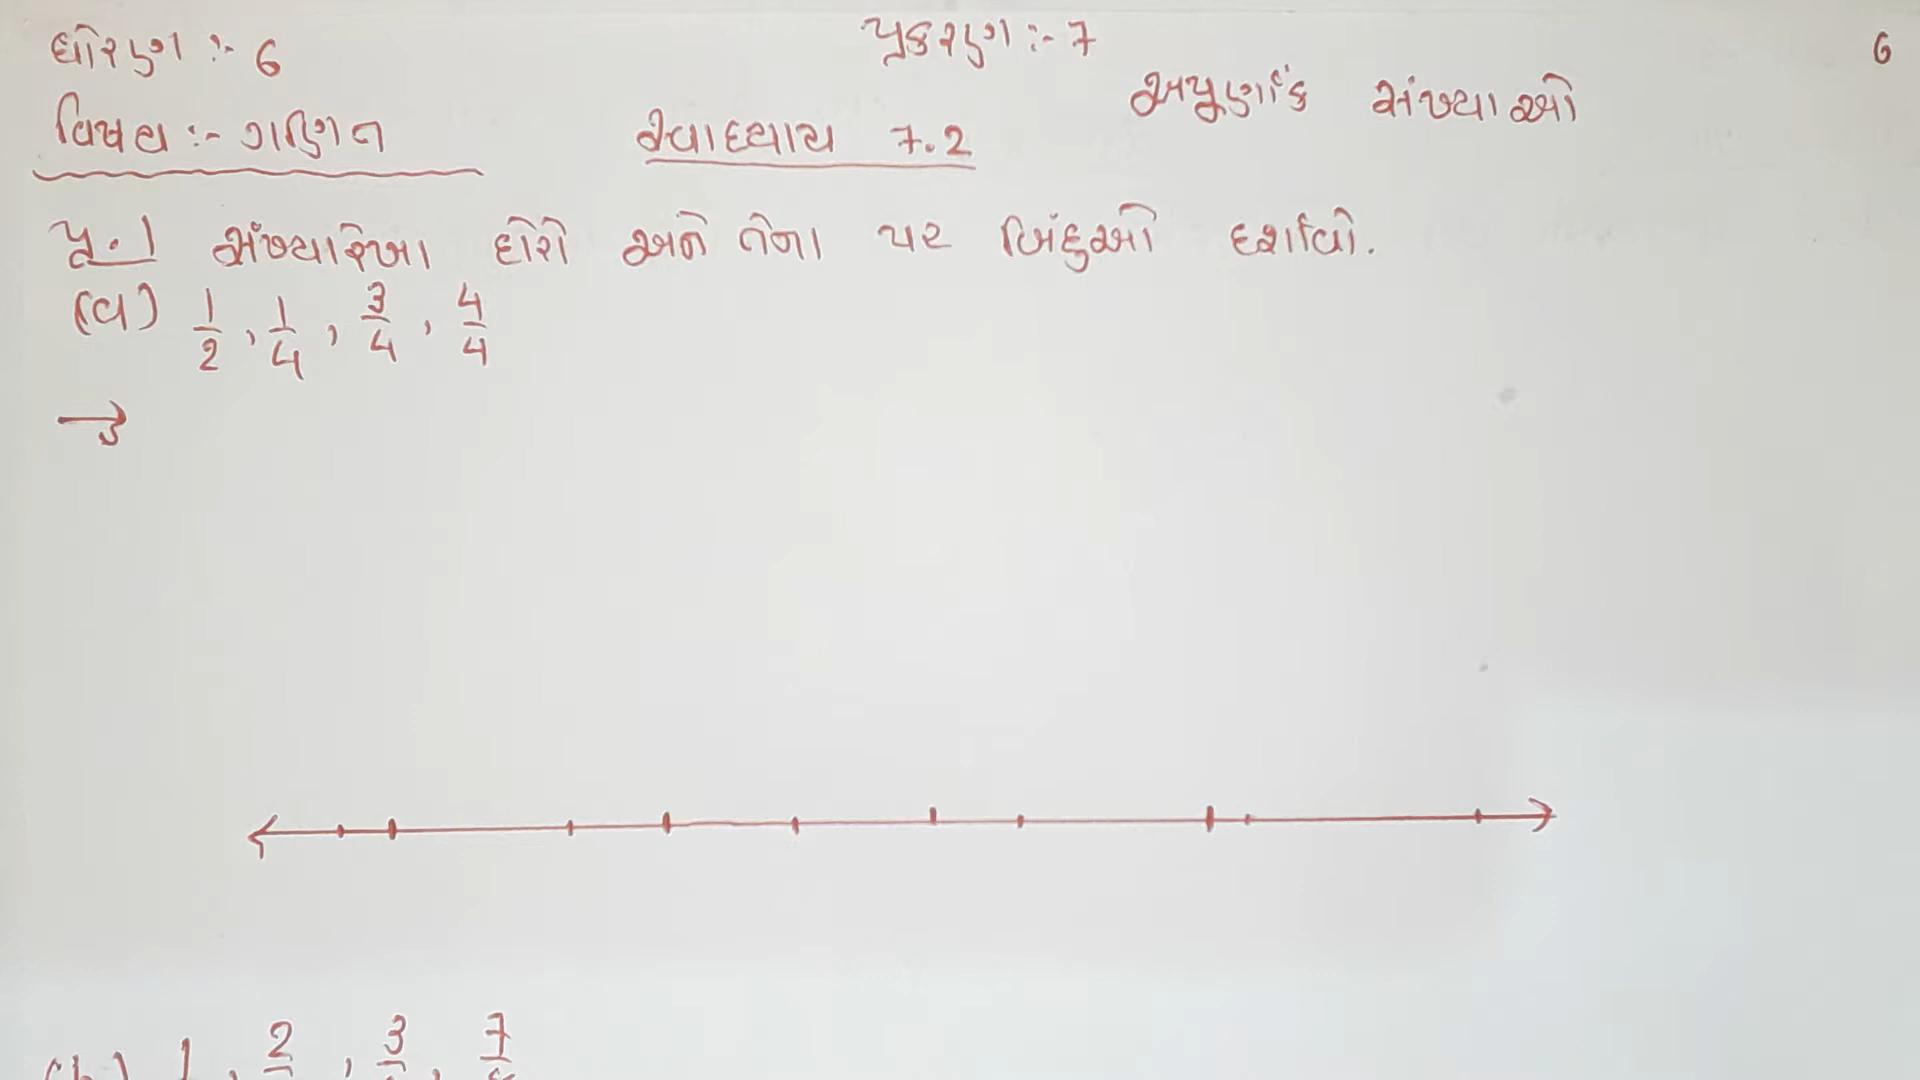 ધોરણ :- 6 પ્રકરણ :- 7 6
અપૂર્ણાંક સંખ્યાઓ
વિષય :- ગણિત સ્વાધ્યાય 7.2
પ્ર.1 સંખ્યારેખા દોરો અને તેના પર બિંદુઓ દર્શાવો.
(a) 1/2, 1/4, 3/4, 4/4
→